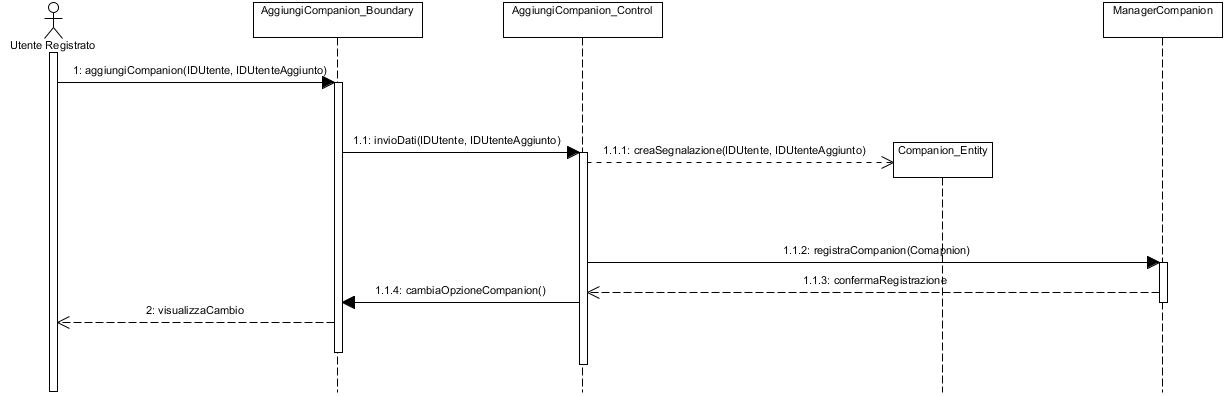 AggiungiCompanion_Boundary
AggiungiCompanion_Control
ManagerCompanion
Utente Registrato
1: aggiungiCompanion(IDUtente, IDUtenteAggiunto)
1.1: invioDati(IDUtente, IDUtenteAggiunto)
1.1.1: creaSegnalazione(IDUtente, IDUtenteAggiunto)
Companion_Entity
1.1.2: registraCompanion(Comapnion)
1.1.3: confermaRegistrazione
1.1.4: cambiaOpzioneCompanion()
2: visualizzaCambio